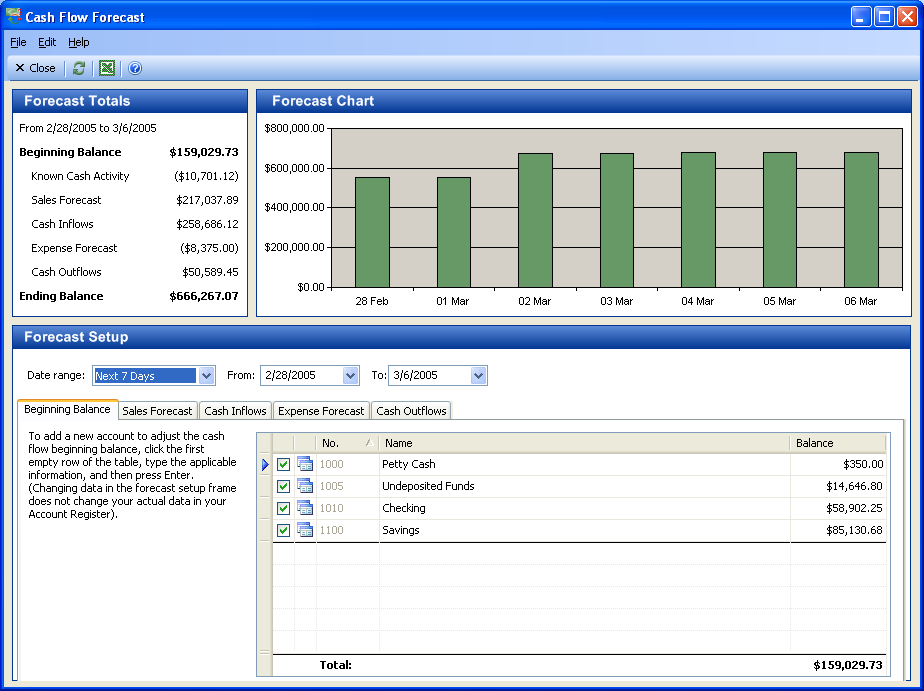 Cash Flow Forecast
File Edit Help
Close
Forecast Totals
From 2/28/2005 to 3/6/2005
Beginning Balance $159,029.73
Known Cash Activity ($10,701.12)
Sales Forecast $217,037.89
Cash Inflows $258,686.12
Expense Forecast ($8,375.00)
Cash Outflows $50,589.45
Ending Balance $666,267.07
Forecast Chart
$800,000.00
$600,000.00
$400,000.00
$200,000.00
$0.00
28 Feb 01 Mar 02 Mar 03 Mar 04 Mar 05 Mar 06 Mar
Forecast Setup
Date range: Next 7 Days From: 2/28/2005 To: 3/6/2005
Beginning Balance Sales Forecast Cash Inflows Expense Forecast Cash Outflows
To add a new account to adjust the cash
flow beginning balance, click the first
empty row of the table, type the applicable
information, and then press Enter.
(Changing data in the forecast setup frame
does not change your actual data in your
Account Register).
No. Name Balance
1000 Petty Cash $350.00
1005 Undeposited Funds $14,646.80
1010 Checking $58,902.25
1100 Savings $85,130.68
Total: $159,029.73